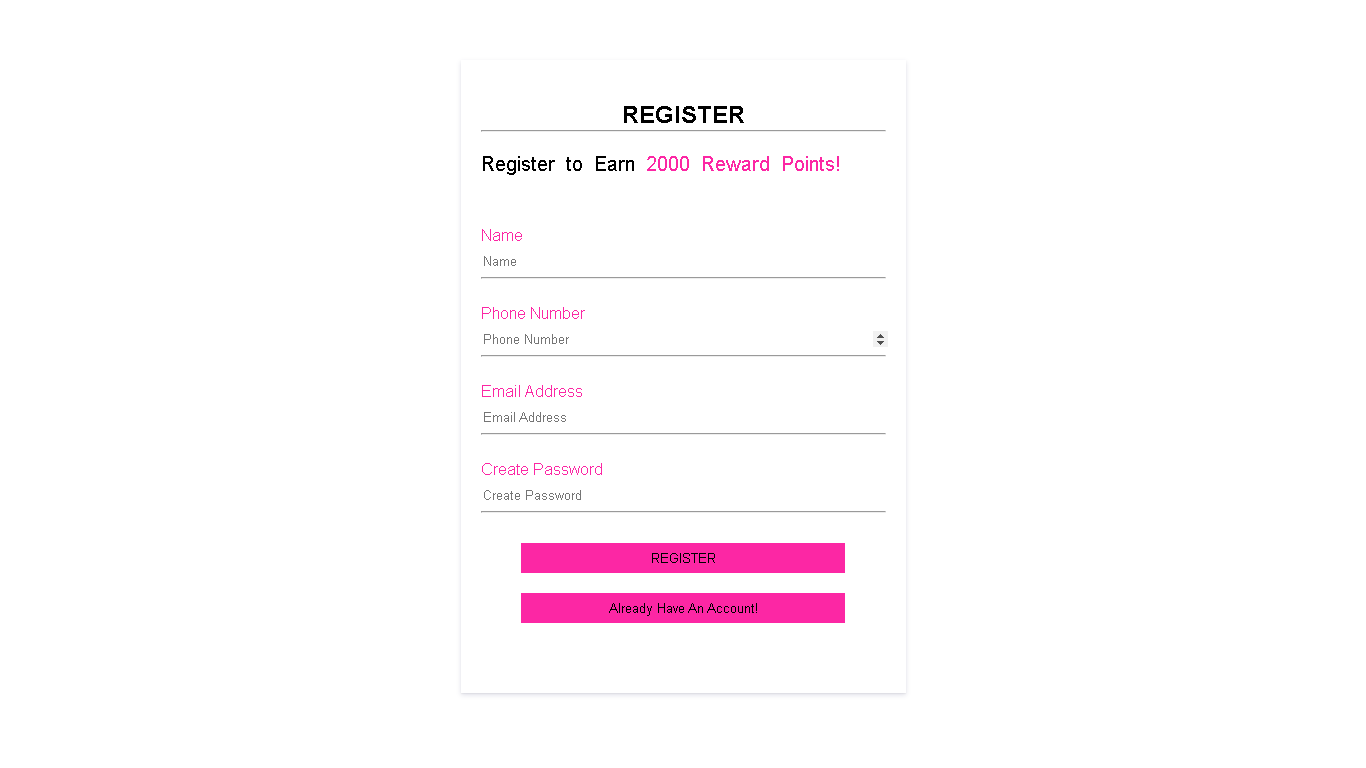 REGISTER
Register to Earn 2000 Reward Points!
Name
Name
Phone Number
Phone Number
Email Address
Email Address
Create Password
Create Password
REGISTER
Already Have An Account!